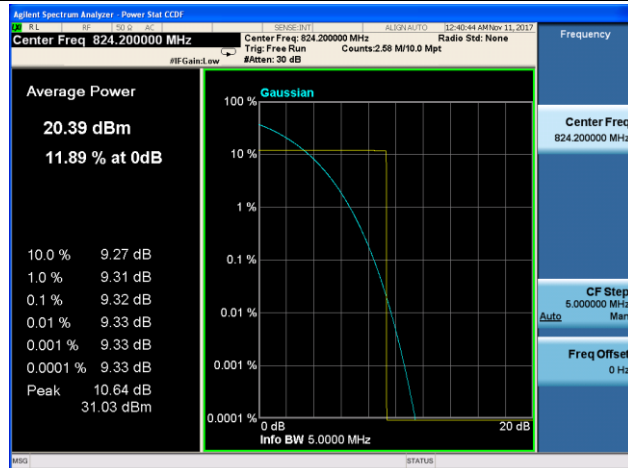 Agilent Spectrum Analyzer - Power Stat CCDF
RL RF 50 Ω AC SENSE:INT ALIGN AUTO 12:40:44 AM Nov 11, 2017
Center Freq 824.200000 MHz
Center Freq: 824.200000 MHz Radio Std: None
Trig: Free Run Counts:2.58 M/10.0 Mpt
#IFGain:Low #Atten: 30 dB
Frequency
Average Power
20.39 dBm
11.89 % at 0dB
10.0 % 9.27 dB
1.0 % 9.31 dB
0.1 % 9.32 dB
0.01 % 9.33 dB
0.001 % 9.33 dB
0.0001 % 9.33 dB
Peak 10.64 dB
31.03 dBm
Gaussian
100 %
10 %
1 %
0.1 %
0.01 %
0.001 %
0.0001 %
0 dB 20 dB
Info BW 5.0000 MHz
Center Freq
824.200000 MHz
CF Step
5.000000 MHz
Auto Man
Freq Offset
0 Hz
MSG STATUS